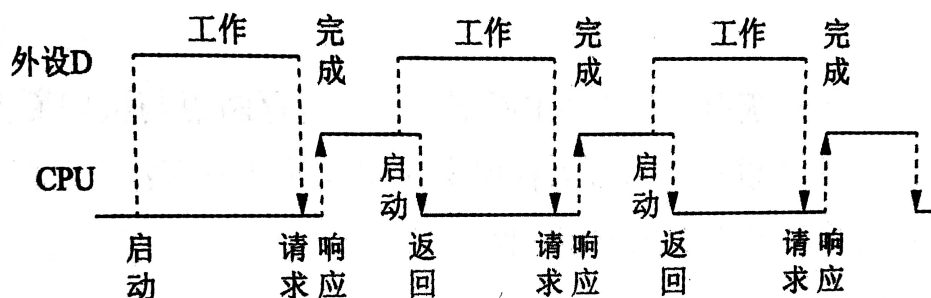 工作 完成 工作 完成 工作 完成
外设D
CPU
启动 启动
启动 请求 响应 返回 请求 响应 返回 请求 响应